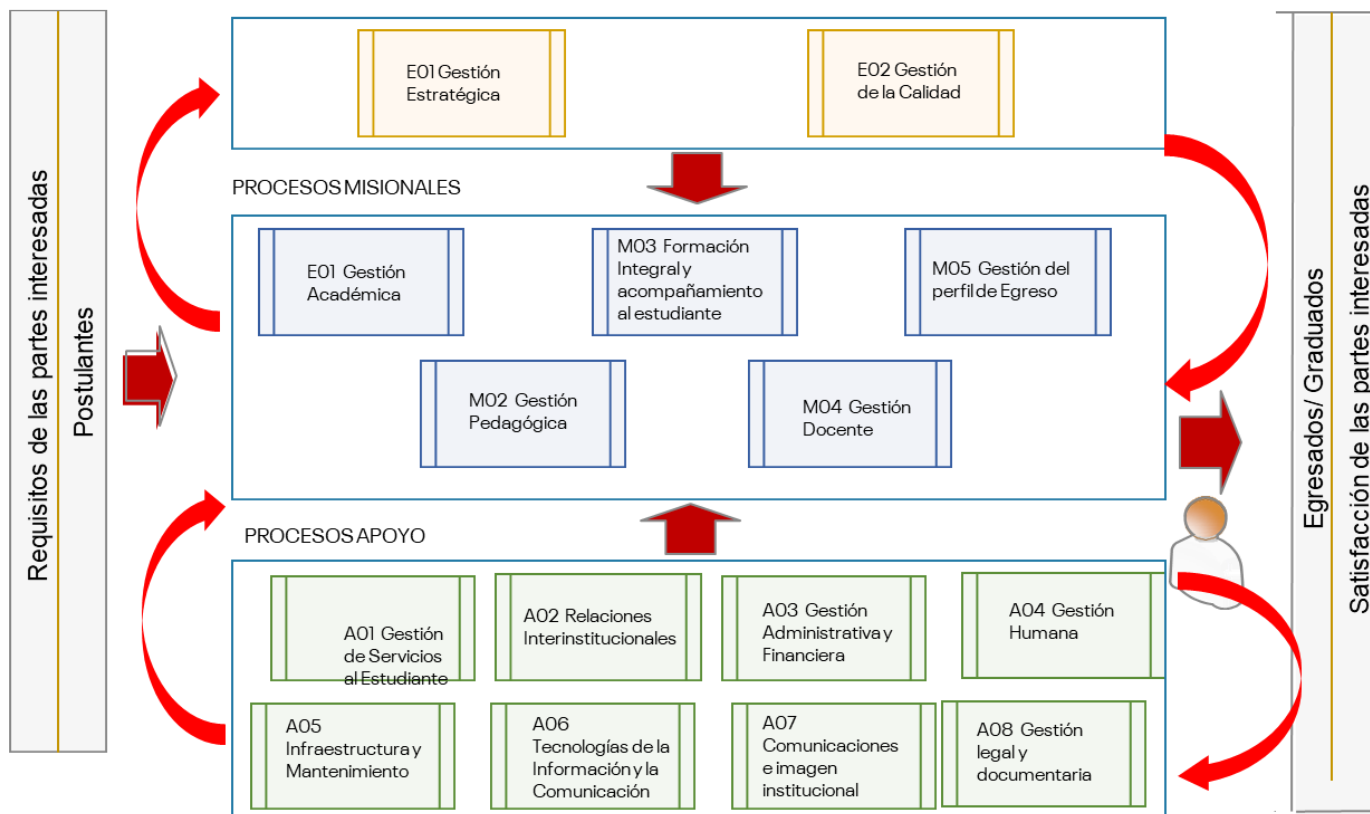 Requisitos de las partes interesadas
Postulantes
E01 Gestión
Estratégica
E02 Gestión
de la Calidad
PROCESOS MISIONALES
E01 Gestión
Académica
M03 Formación
Integral y
acompañamiento
al estudiante
M05 Gestión del
perfil de Egreso
M02 Gestión
Pedagógica
M04 Gestión
Docente
PROCESOS APOYO
A01 Gestión
de Servicios
al Estudiante
A02 Relaciones
Interinstitucionales
A03 Gestión
Administrativa y
Financiera
A04 Gestión
Humana
A05
Infraestructura y
Mantenimiento
A06
Tecnologías de la
Información y la
Comunicación
A07
Comunicaciones
e imagen
institucional
A08 Gestión
legal y
documentaria
Egresados/ Graduados
Satisfacción de las partes interesadas